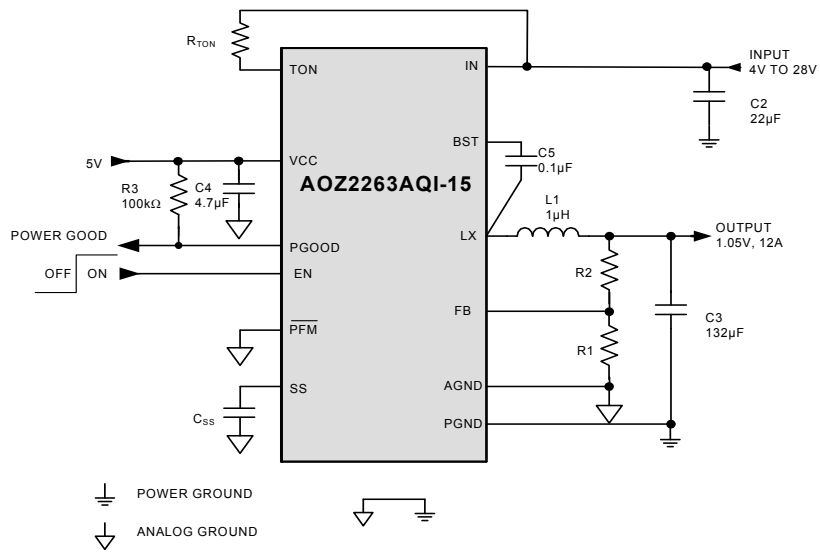 R_TON
TON
IN
INPUT
4V TO 28V
C2
22µF
BST
C5
0.1µF
5V
VCC
AOZ2263AQI-15
R3
100kΩ
C4
4.7µF
L1
1µH
LX
OUTPUT
1.05V, 12A
POWER GOOD
PGOOD
R2
OFF
ON
EN
FB
C3
132µF
PFM
R1
SS
AGND
C_SS
PGND
POWER GROUND
ANALOG GROUND